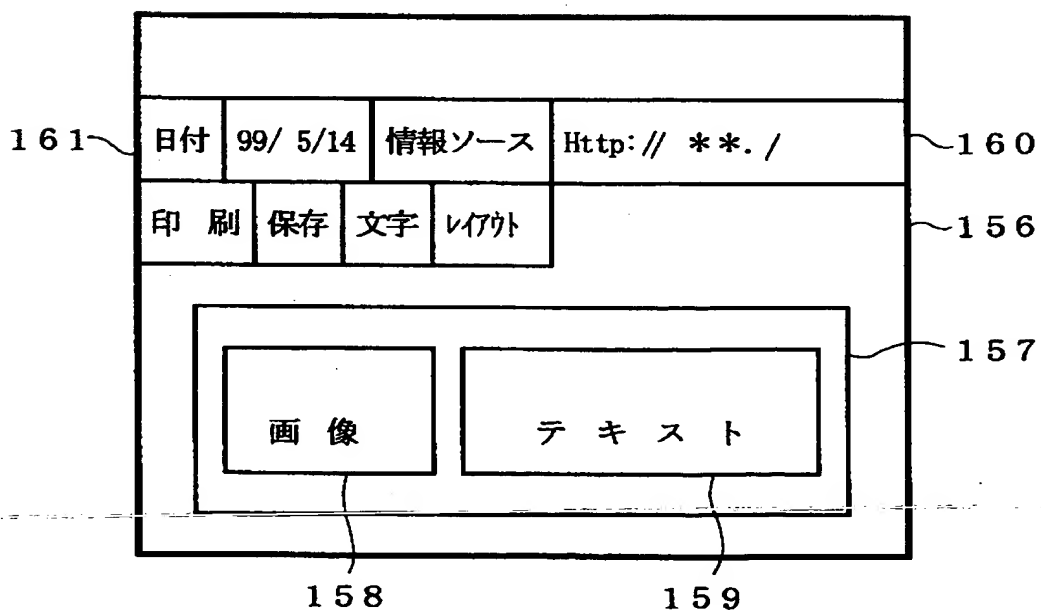 161 日付 99/ 5/14 情報ソース Http:// **. / 160
印 刷 保存 文字 レイアウト 156
157
画 像 テ キ ス ト
158 159